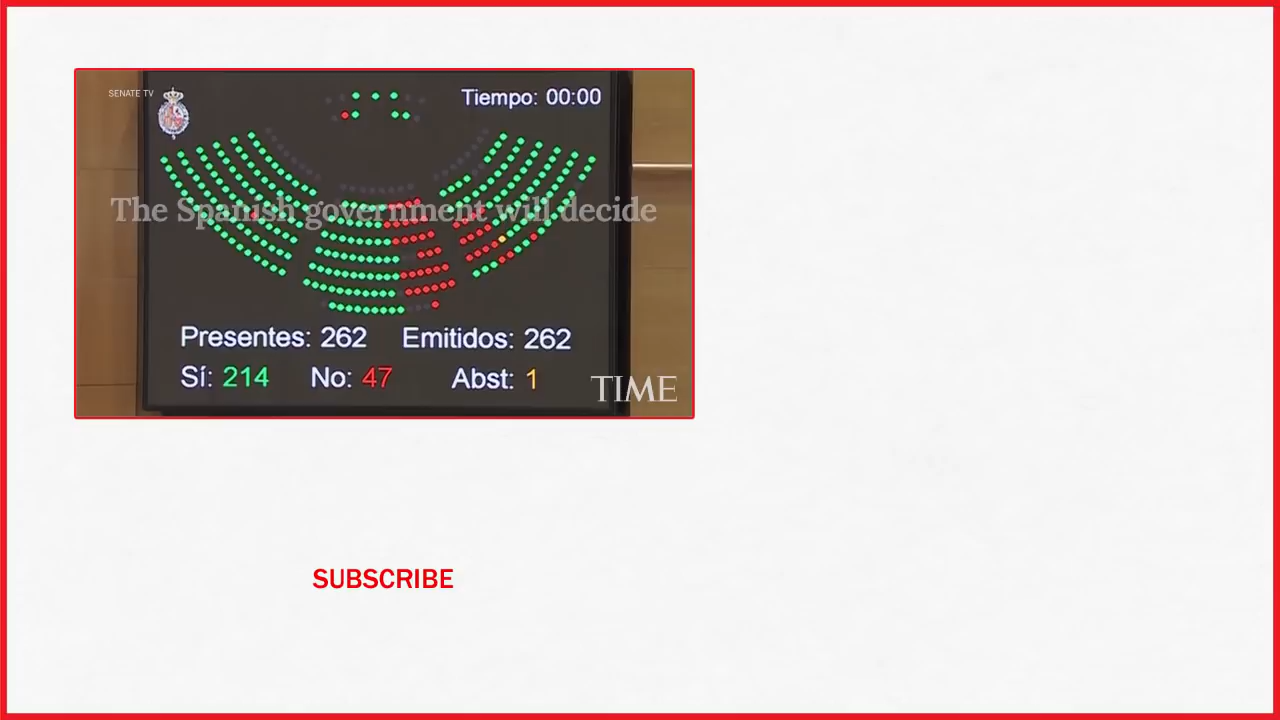 SENATE TV
Tiempo: 00:00
The Spanish government will decide
Presentes: 262 Emitidos: 262
Sí: 214 No: 47 Abst: 1
TIME
SUBSCRIBE